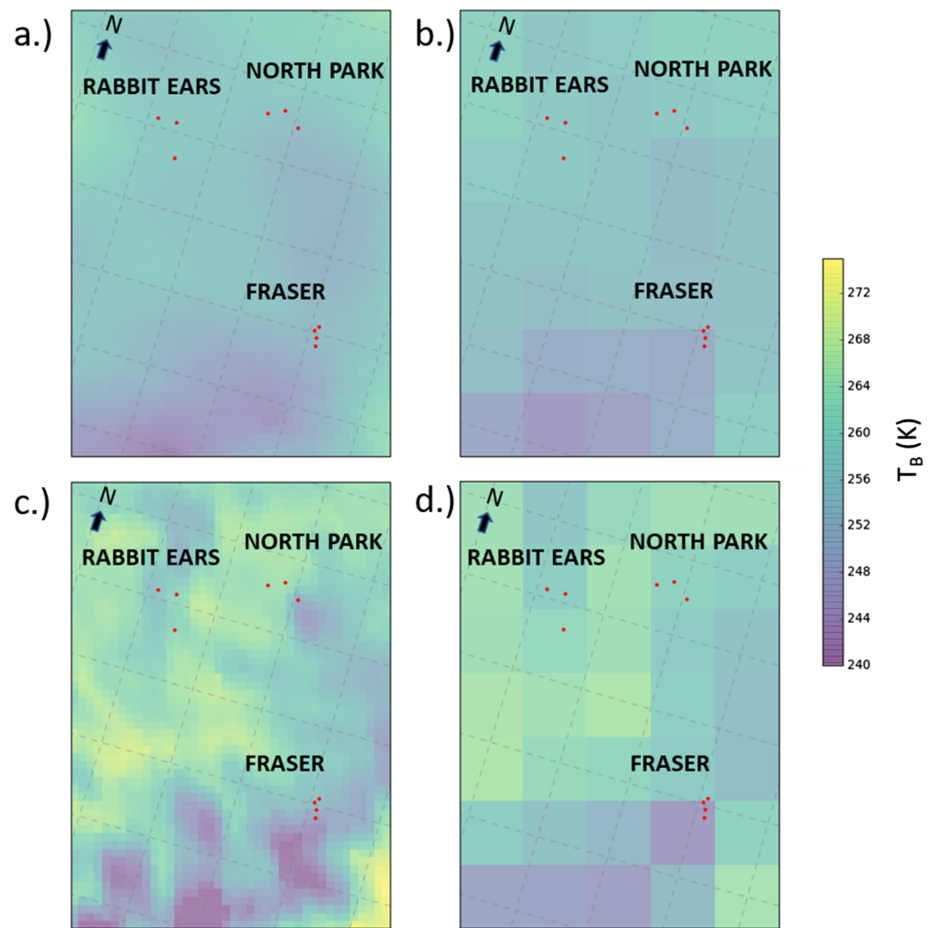 a.)
N
RABBIT EARS
NORTH PARK
FRASER
b.)
N
RABBIT EARS
NORTH PARK
FRASER
c.)
N
RABBIT EARS
NORTH PARK
FRASER
d.)
N
RABBIT EARS
NORTH PARK
FRASER
272
268
264
260
256
252
248
244
240
T_B (K)